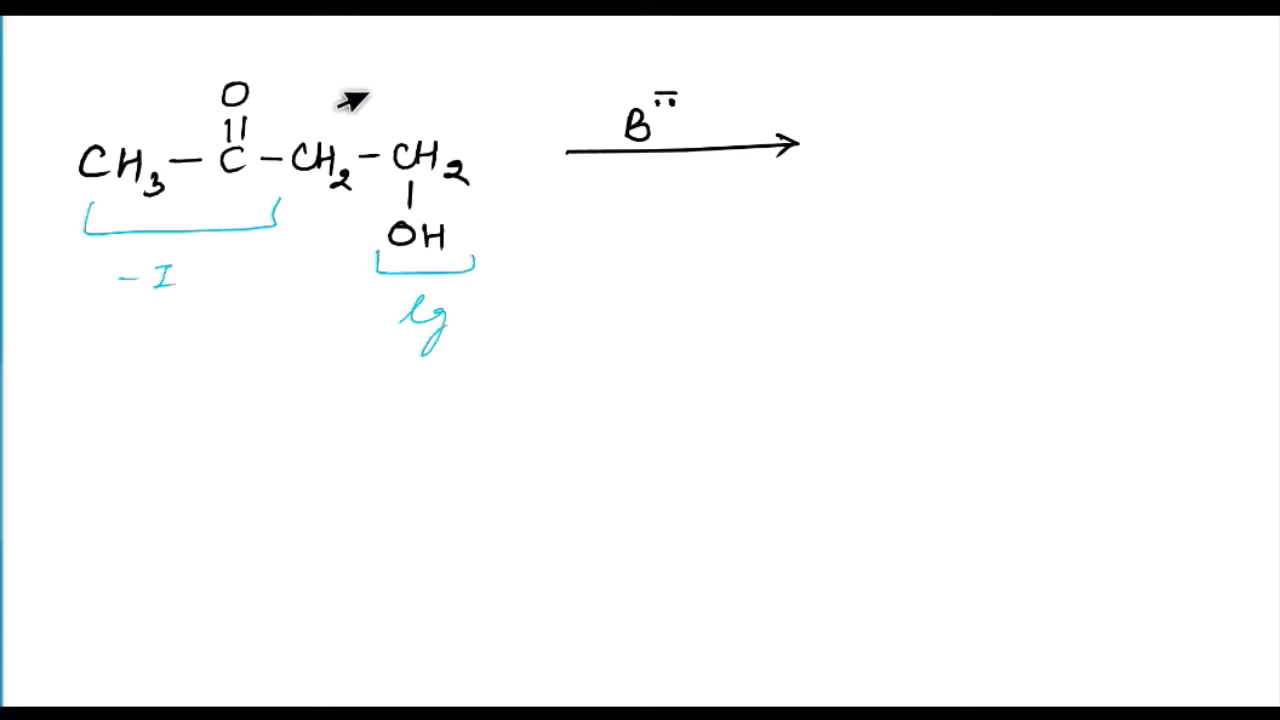 O
||
CH₃ — C — CH₂ — CH₂
|
OH
B⁻:
- I
lg